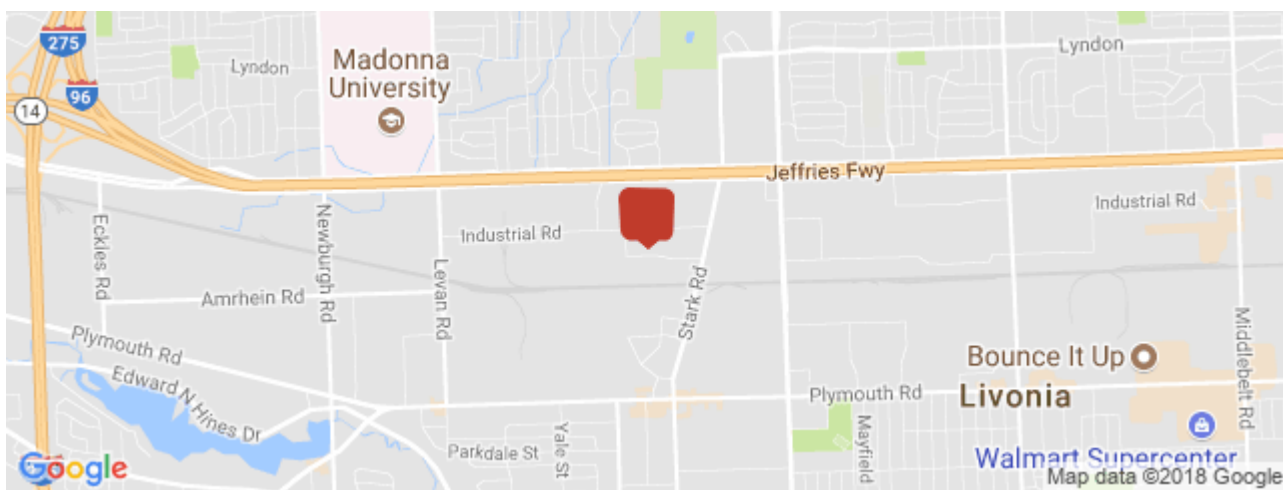 275
96
14
Lyndon
Madonna
University
Lyndon
Jeffries Fwy
Eckles Rd
Newburgh Rd
Levan Rd
Industrial Rd
Industrial Rd
Stark Rd
Amrhein Rd
Plymouth Rd
Edward N Hines Dr
Middlebelt Rd
Bounce It Up
Plymouth Rd
Livonia
Parkdale St
Yale St
Mayfield
Walmart Supercenter
Google
Map data ©2018 Google